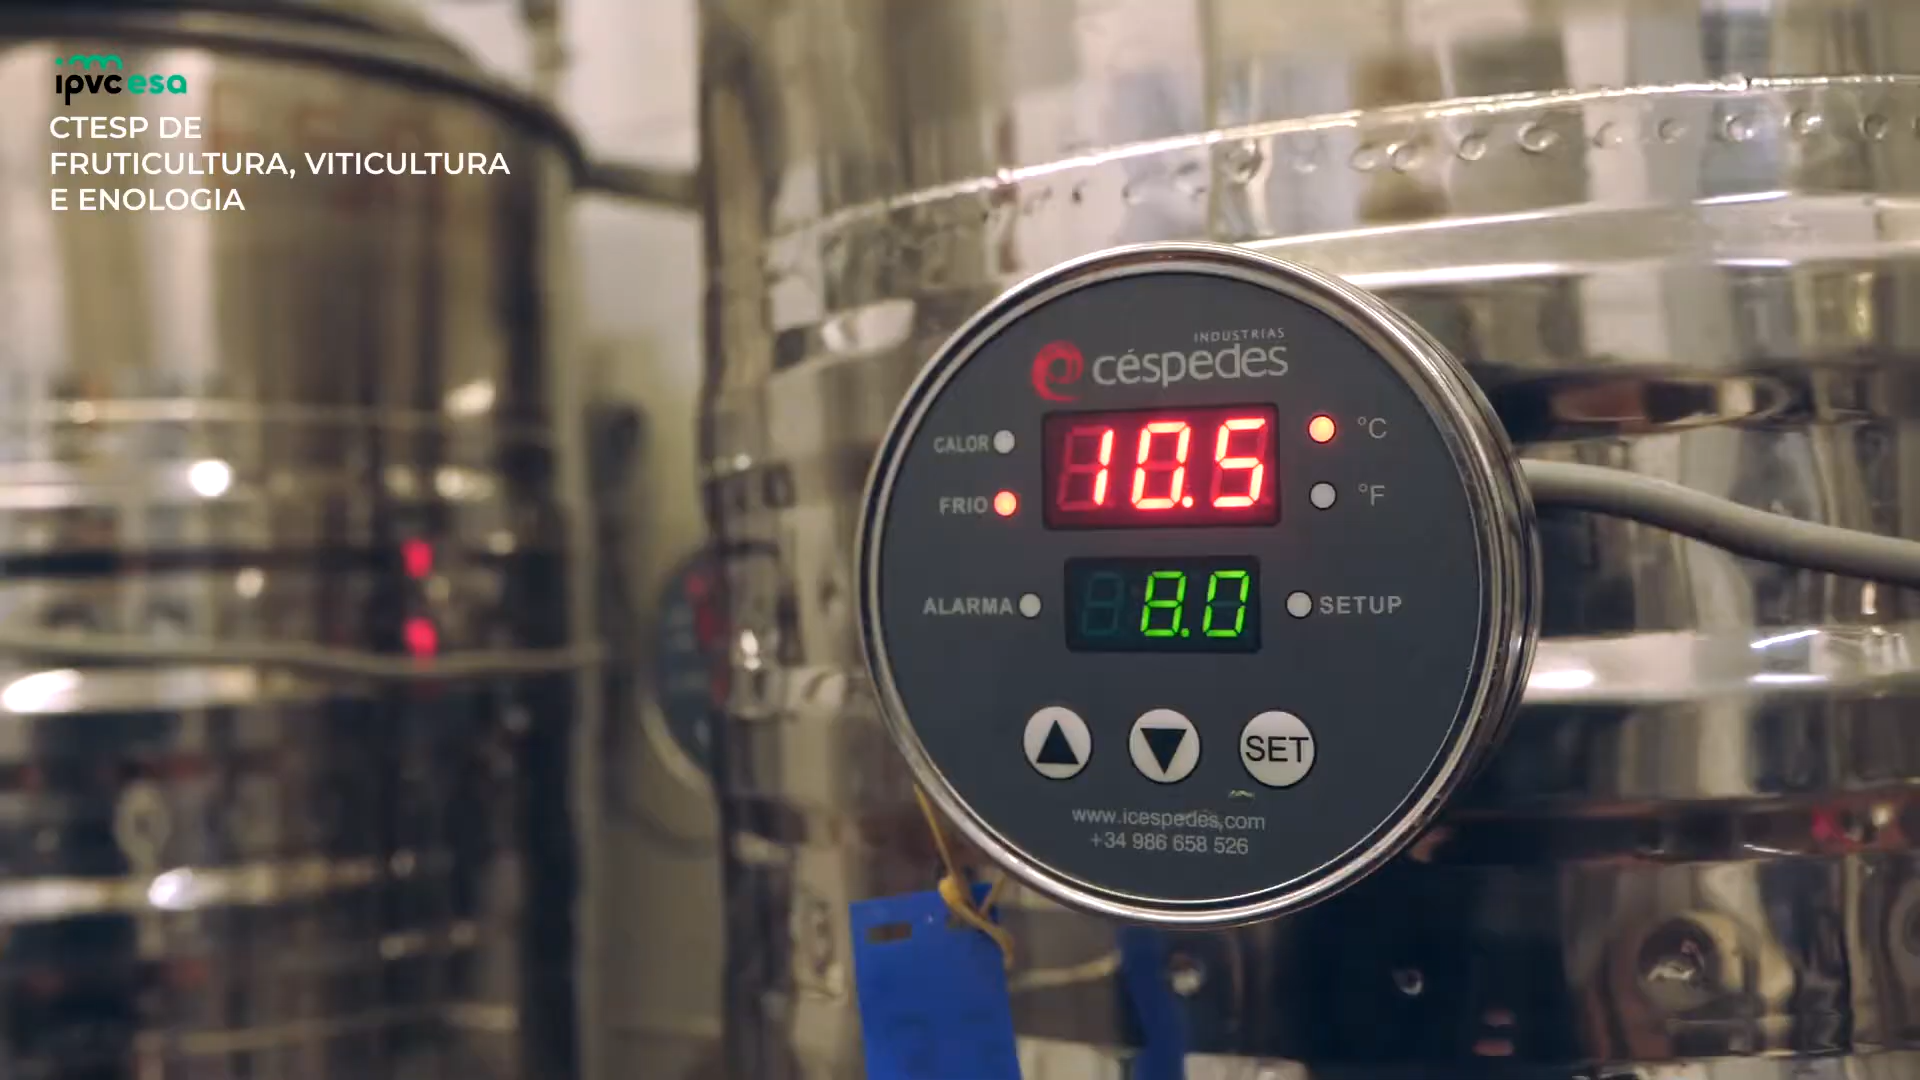 ipvc esa
CTESP DE
FRUTICULTURA, VITICULTURA
E ENOLOGIA
INDUSTRIAS
céspedes
CALOR
10.5
°C
FRIO
°F
ALARMA
8.0
SETUP
SET
www.icespedes.com
+34 986 658 526